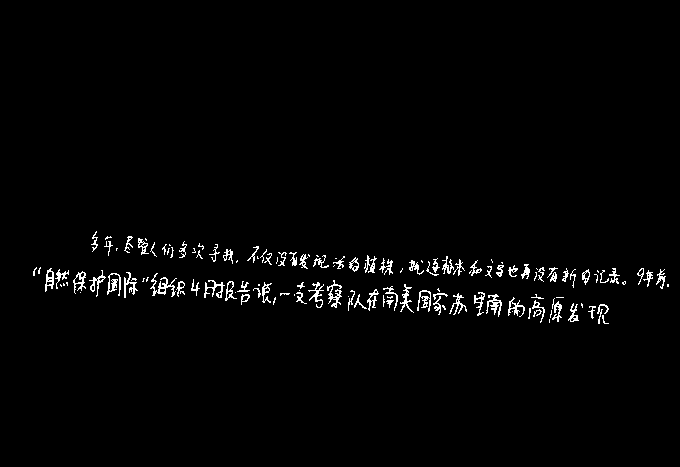 多年,尽管人们多次寻找,不仅没有发现活的植株,就连标本和文字也再没有新的记录。9年前,
“自然保护国际”组织4月报告说,一支考察队在南美国家苏里南的高原发现